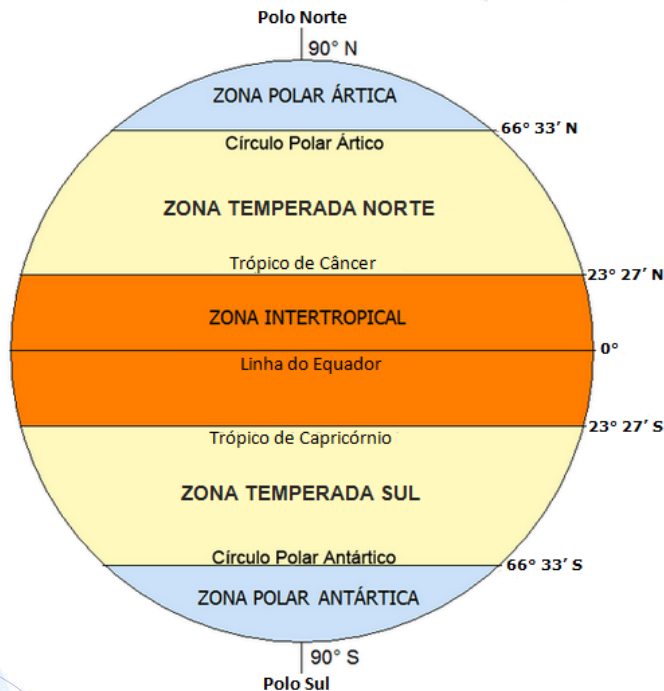 Polo Norte
90° N
ZONA POLAR ÁRTICA
66° 33′ N
Círculo Polar Ártico
ZONA TEMPERADA NORTE
Trópico de Câncer
23° 27′ N
ZONA INTERTROPICAL
0°
Linha do Equador
23° 27′ S
Trópico de Capricórnio
ZONA TEMPERADA SUL
Círculo Polar Antártico
66° 33′ S
ZONA POLAR ANTÁRTICA
90° S
Polo Sul